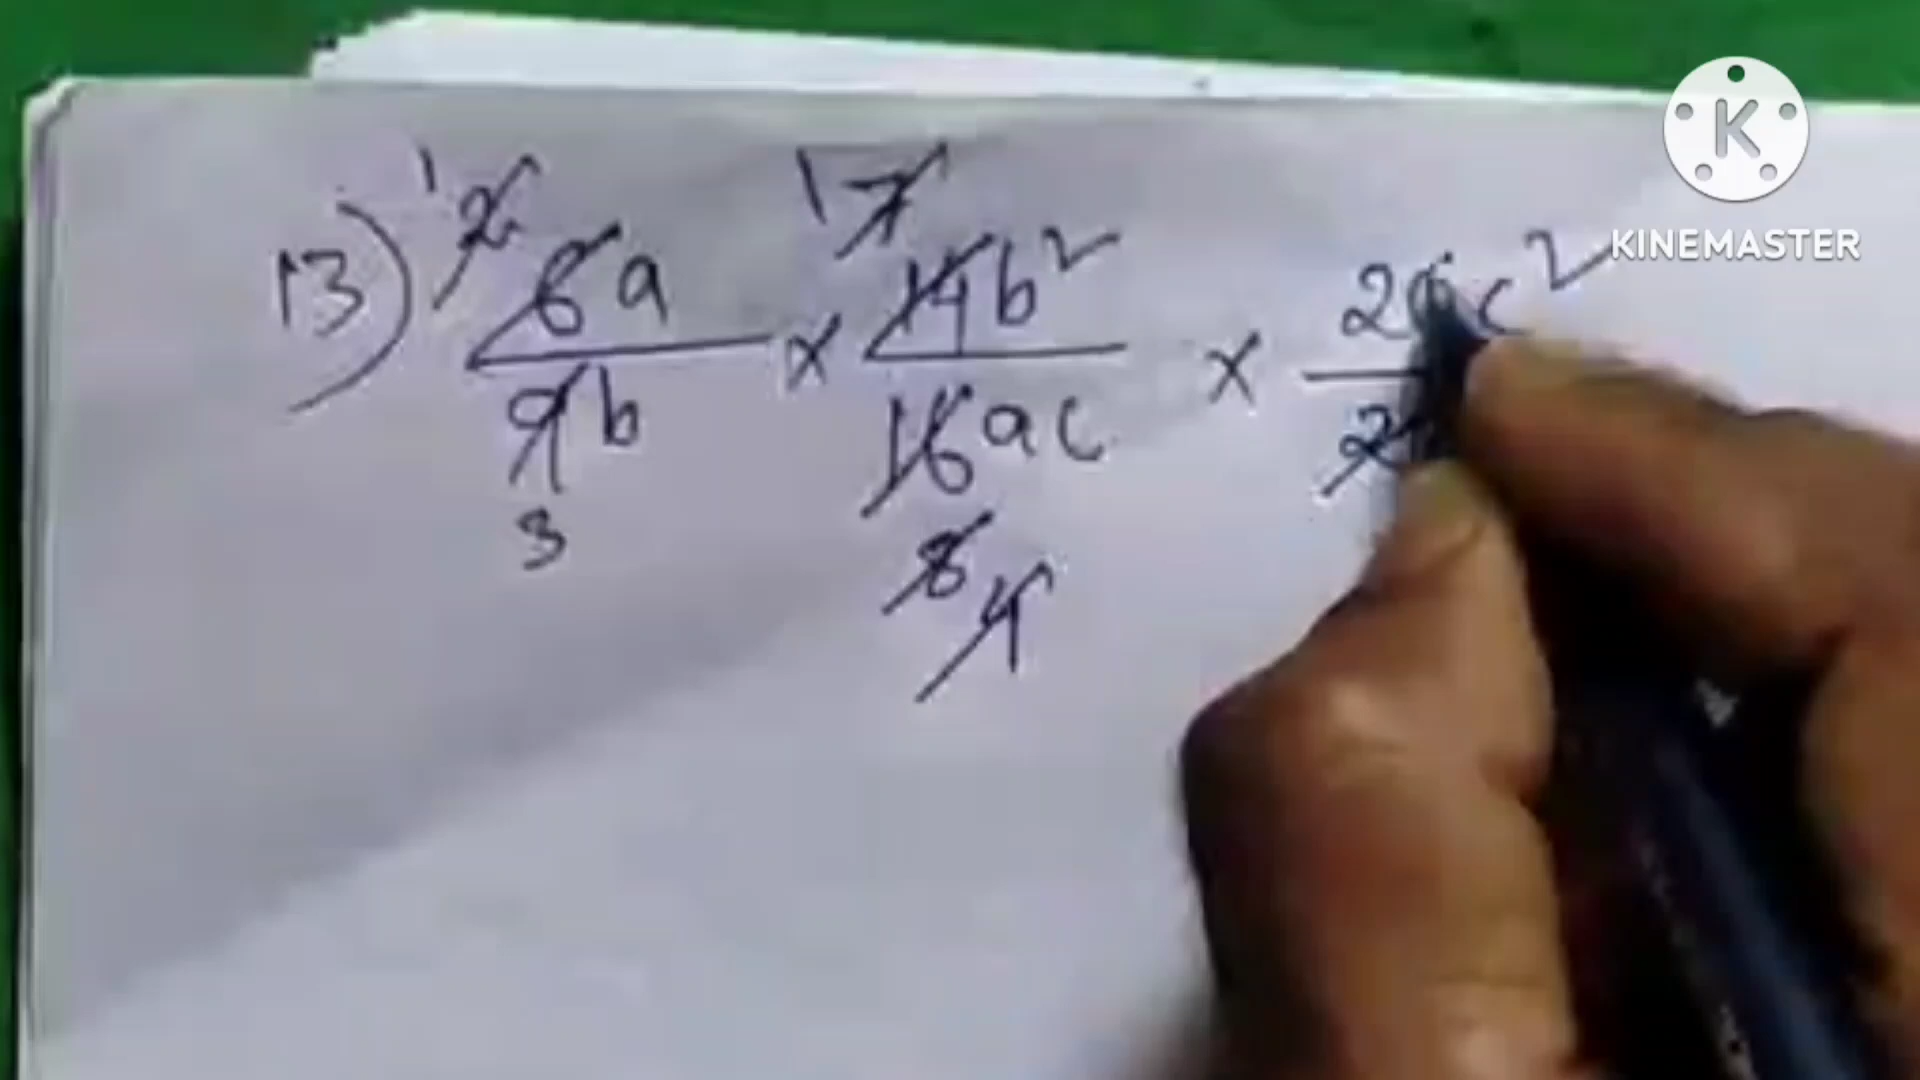 K
KINEMASTER
1 2 1 7
13) 6a × 14b² × 20c²
9b 16ac
3 8
4